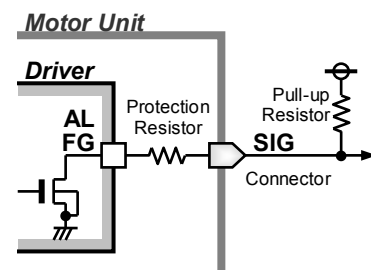 Motor Unit
Driver
AL
FG
Protection
Resistor
SIG
Connector
Pull-up
Resistor